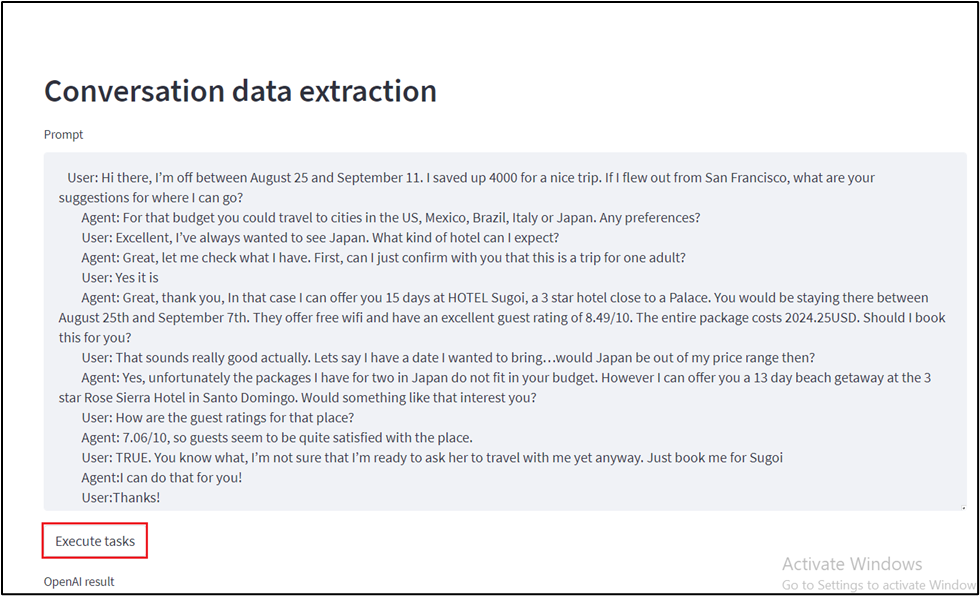 Conversation data extraction
Prompt
User: Hi there, I’m off between August 25 and September 11. I saved up 4000 for a nice trip. If I flew out from San Francisco, what are your
suggestions for where I can go?
Agent: For that budget you could travel to cities in the US, Mexico, Brazil, Italy or Japan. Any preferences?
User: Excellent, I’ve always wanted to see Japan. What kind of hotel can I expect?
Agent: Great, let me check what I have. First, can I just confirm with you that this is a trip for one adult?
User: Yes it is
Agent: Great, thank you, In that case I can offer you 15 days at HOTEL Sugoi, a 3 star hotel close to a Palace. You would be staying there between
August 25th and September 7th. They offer free wifi and have an excellent guest rating of 8.49/10. The entire package costs 2024.25USD. Should I book
this for you?
User: That sounds really good actually. Lets say I have a date I wanted to bring…would Japan be out of my price range then?
Agent: Yes, unfortunately the packages I have for two in Japan do not fit in your budget. However I can offer you a 13 day beach getaway at the 3
star Rose Sierra Hotel in Santo Domingo. Would something like that interest you?
User: How are the guest ratings for that place?
Agent: 7.06/10, so guests seem to be quite satisfied with the place.
User: TRUE. You know what, I’m not sure that I’m ready to ask her to travel with me yet anyway. Just book me for Sugoi
Agent:I can do that for you!
User:Thanks!
Execute tasks
OpenAI result
Activate Windows
Go to Settings to activate Window